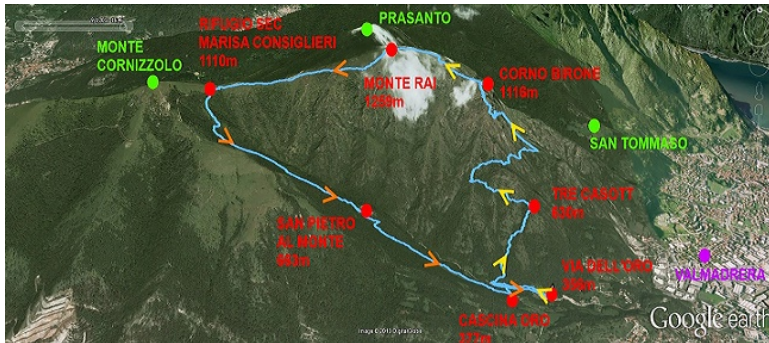 PRASANTO
RIFUGIO SEC
MARISA CONSIGLIERI
1110m
MONTE
CORNIZZOLO
MONTE RAI
1259m
CORNO BIRONE
1116m
SAN TOMMASO
TRE CASOTT
630m
SAN PIETRO
AL MONTE
663m
VIA DELL'ORO
VALMADRERA
CASCINA ORO
Google earth